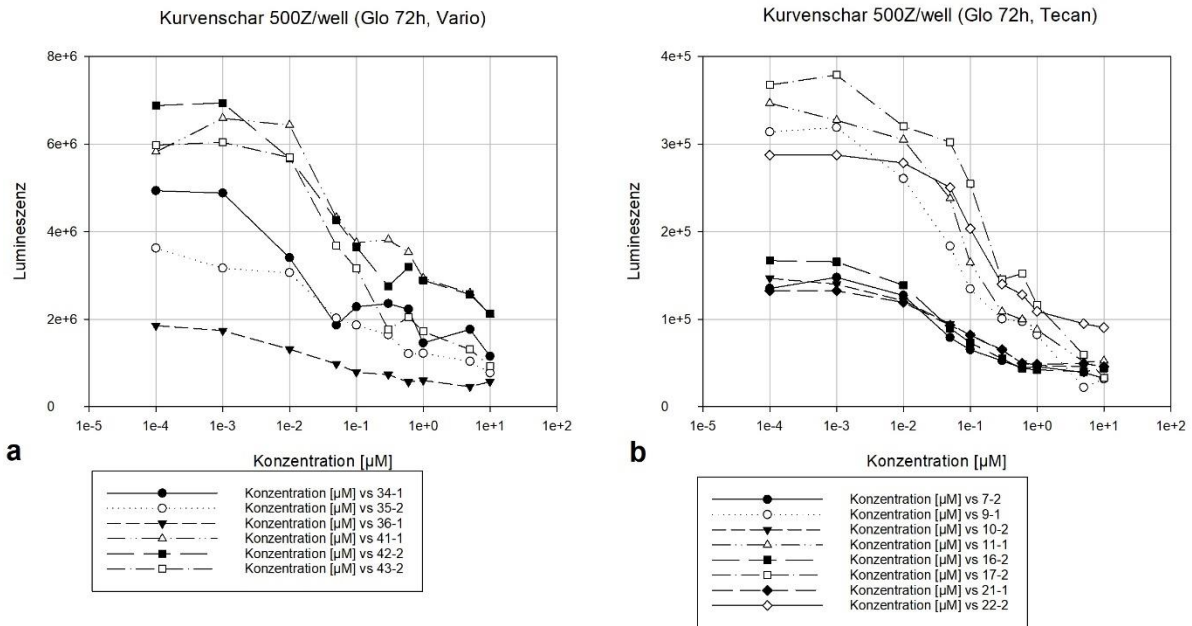 Kurvenschar 500Z/well (Glo 72h, Vario)
8e+6
6e+6
4e+6
2e+6
0
Lumineszenz
1e-5 1e-4 1e-3 1e-2 1e-1 1e+0 1e+1 1e+2
Konzentration [µM]
a
Konzentration [µM] vs 34-1
Konzentration [µM] vs 35-2
Konzentration [µM] vs 36-1
Konzentration [µM] vs 41-1
Konzentration [µM] vs 42-2
Konzentration [µM] vs 43-2
Kurvenschar 500Z/well (Glo 72h, Tecan)
4e+5
3e+5
2e+5
1e+5
0
Lumineszenz
1e-5 1e-4 1e-3 1e-2 1e-1 1e+0 1e+1 1e+2
Konzentration [µM]
b
Konzentration [µM] vs 7-2
Konzentration [µM] vs 9-1
Konzentration [µM] vs 10-2
Konzentration [µM] vs 11-1
Konzentration [µM] vs 16-2
Konzentration [µM] vs 17-2
Konzentration [µM] vs 21-1
Konzentration [µM] vs 22-2